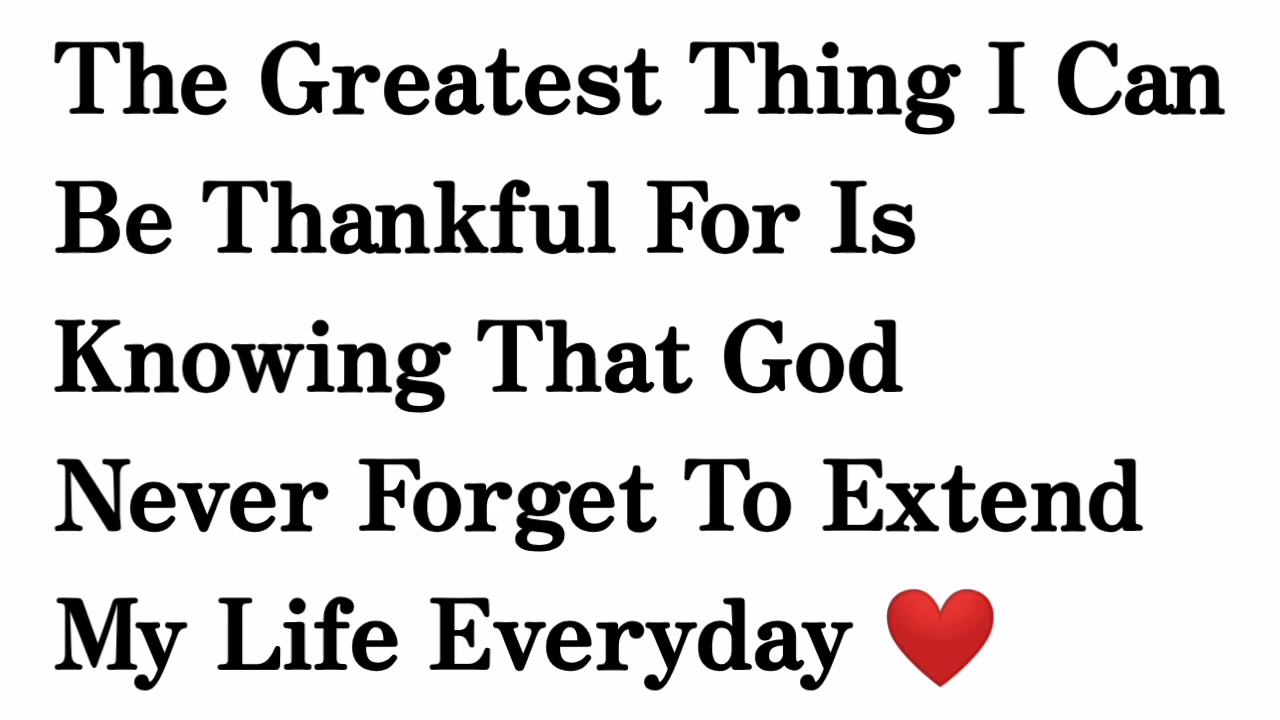 The Greatest Thing I Can
Be Thankful For Is
Knowing That God
Never Forget To Extend
My Life Everyday ❤️